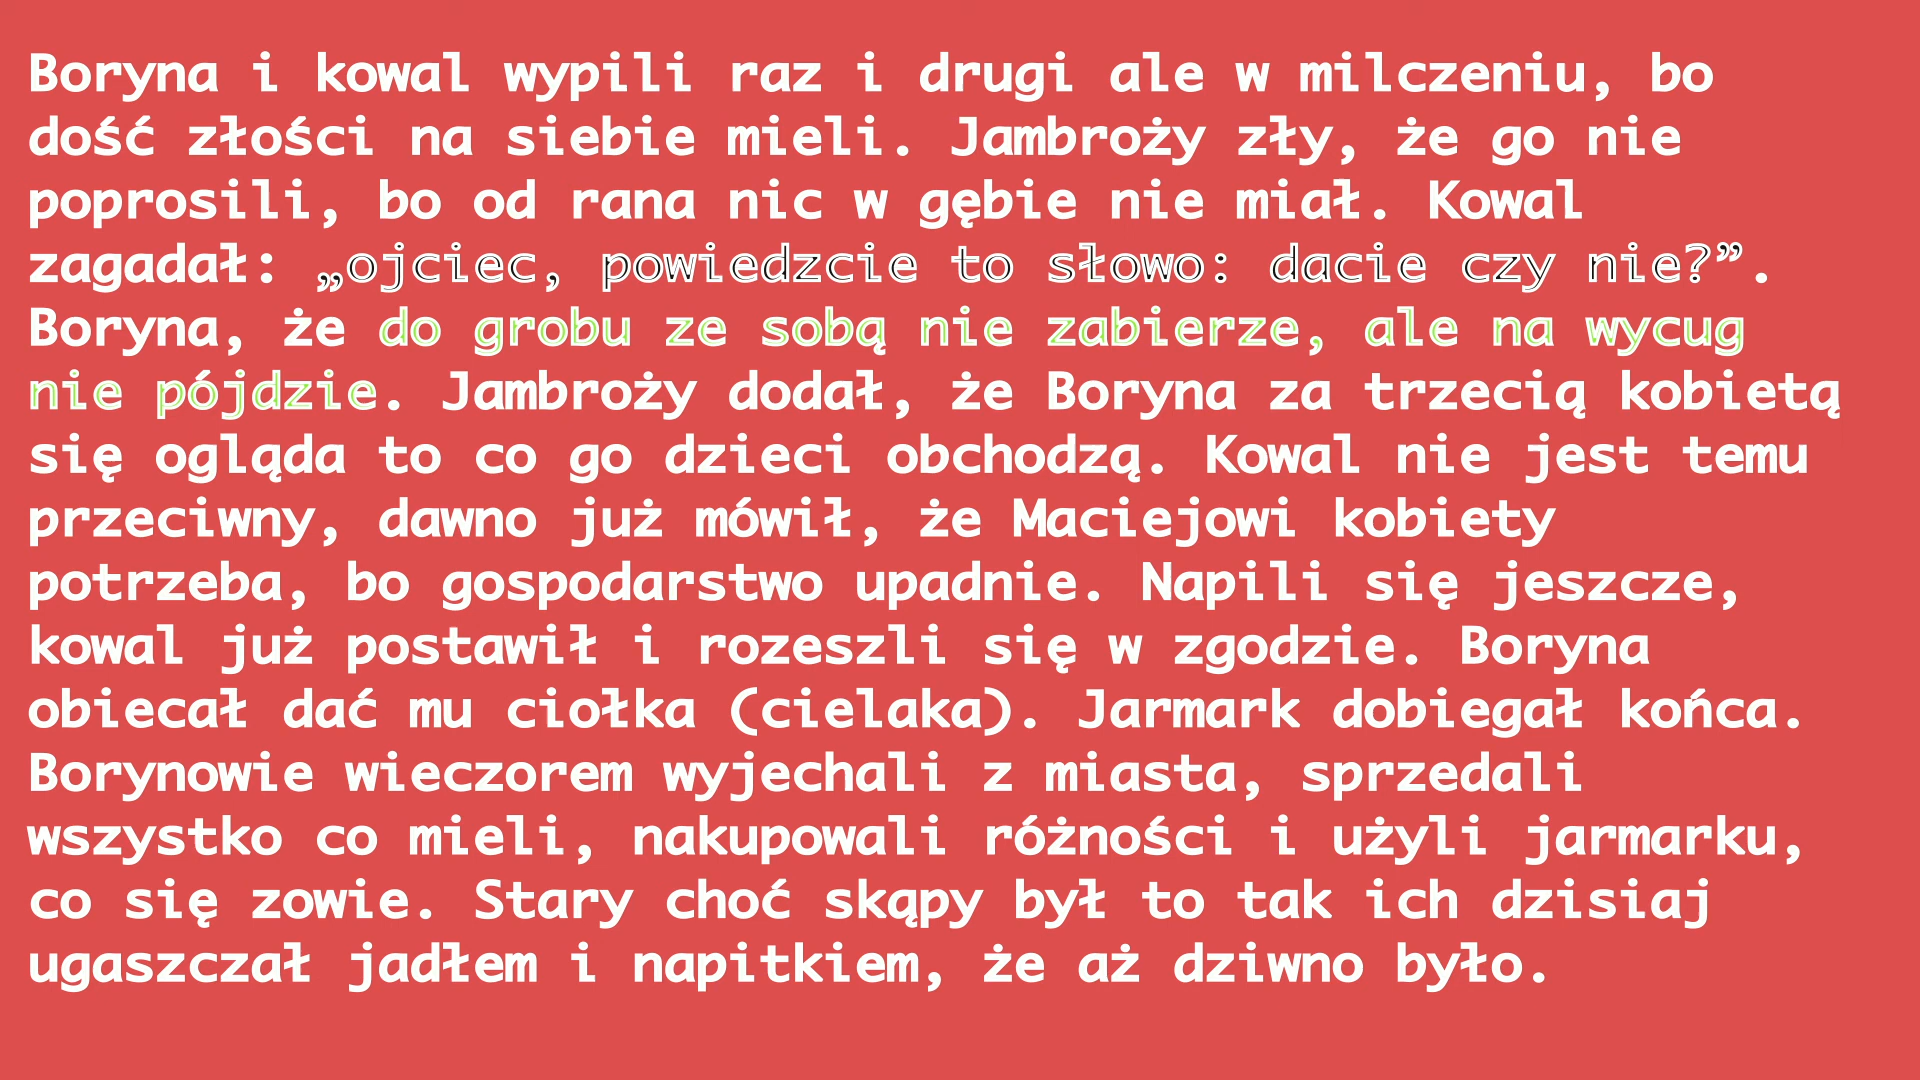 Boryna i kowal wypili raz i drugi ale w milczeniu, bo
dość złości na siebie mieli. Jambroży zły, że go nie
poprosili, bo od rana nic w gębie nie miał. Kowal
zagadał: „ojciec, powiedzcie to słowo: dacie czy nie?”.
Boryna, że do grobu ze sobą nie zabierze, ale na wycug
nie pójdzie. Jambroży dodał, że Boryna za trzecią kobietą
się ogląda to co go dzieci obchodzą. Kowal nie jest temu
przeciwny, dawno już mówił, że Maciejowi kobiety
potrzeba, bo gospodarstwo upadnie. Napili się jeszcze,
kowal już postawił i rozeszli się w zgodzie. Boryna
obiecał dać mu ciołka (cielaka). Jarmark dobiegał końca.
Borynowie wieczorem wyjechali z miasta, sprzedali
wszystko co mieli, nakupowali różności i użyli jarmarku,
co się zowie. Stary choć skąpy był to tak ich dzisiaj
ugaszczał jadłem i napitkiem, że aż dziwno było.